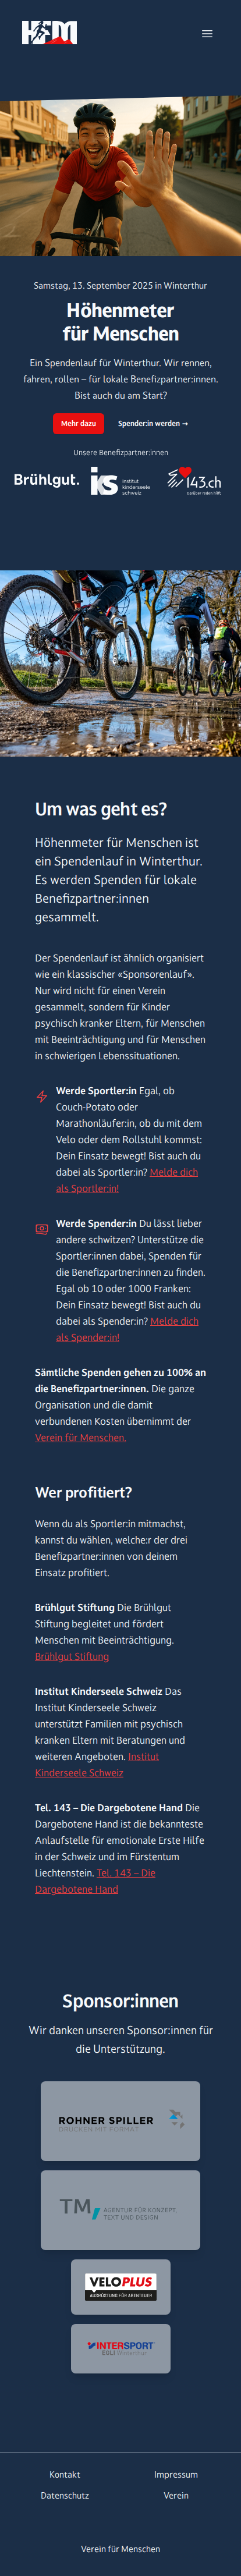 HFM
Samstag, 13. September 2025 in Winterthur
Höhenmeter
für Menschen
Ein Spendenlauf für Winterthur. Wir rennen,
fahren, rollen – für lokale Benefizpartner:innen.
Bist auch du am Start?
Mehr dazu
Spender:in werden →
Unsere Benefizpartner:innen
Brühlgut.
iks institut
kinderseele
schweiz
143.ch
Darüber reden hilft.
Um was geht es?
Höhenmeter für Menschen ist
ein Spendenlauf in Winterthur.
Es werden Spenden für lokale
Benefizpartner:innen
gesammelt.
Der Spendenlauf ist ähnlich organisiert
wie ein klassischer «Sponsorenlauf».
Nur wird nicht für einen Verein
gesammelt, sondern für Kinder
psychisch kranker Eltern, für Menschen
mit Beeinträchtigung und für Menschen
in schwierigen Lebenssituationen.
Werde Sportler:in Egal, ob
Couch-Potato oder
Marathonläufer:in, ob du mit dem
Velo oder dem Rollstuhl kommst:
Dein Einsatz bewegt! Bist auch du
dabei als Sportler:in? Melde dich
als Sportler:in!
Werde Spender:in Du lässt lieber
andere schwitzen? Unterstütze die
Sportler:innen dabei, Spenden für
die Benefizpartner:innen zu finden.
Egal ob 10 oder 1000 Franken:
Dein Einsatz bewegt! Bist auch du
dabei als Spender:in? Melde dich
als Spender:in!
Sämtliche Spenden gehen zu 100% an
die Benefizpartner:innen. Die ganze
Organisation und die damit
verbundenen Kosten übernimmt der
Verein für Menschen.
Wer profitiert?
Wenn du als Sportler:in mitmachst,
kannst du wählen, welche:r der drei
Benefizpartner:innen von deinem
Einsatz profitiert.
Brühlgut Stiftung Die Brühlgut
Stiftung begleitet und fördert
Menschen mit Beeinträchtigung.
Brühlgut Stiftung
Institut Kinderseele Schweiz Das
Institut Kinderseele Schweiz
unterstützt Familien mit psychisch
kranken Eltern mit Beratungen und
weiteren Angeboten. Institut
Kinderseele Schweiz
Tel. 143 – Die Dargebotene Hand Die
Dargebotene Hand ist die bekannteste
Anlaufstelle für emotionale Erste Hilfe
in der Schweiz und im Fürstentum
Liechtenstein. Tel. 143 – Die
Dargebotene Hand
Sponsor:innen
Wir danken unseren Sponsor:innen für
die Unterstützung.
ROHNER SPILLER
DRUCKEN MIT FORMAT
TM/ AGENTUR FÜR KONZEPT,
TEXT UND DESIGN
VELOPLUS
AUSRÜSTUNG FÜR ABENTEUER
INTERSPORT
EGLI Winterthur
Kontakt
Impressum
Datenschutz
Verein
Verein für Menschen